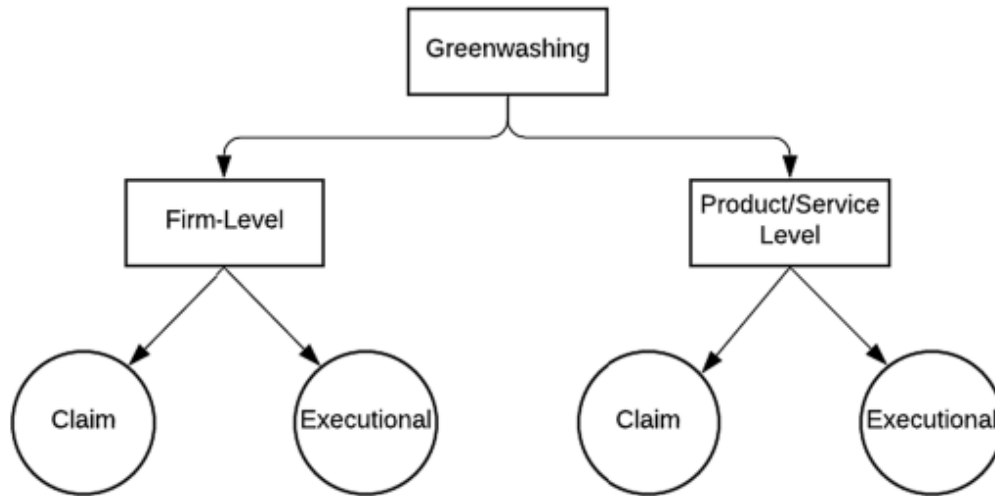 Greenwashing
Firm-Level
Product/Service
Level
Claim
Executional
Claim
Executional